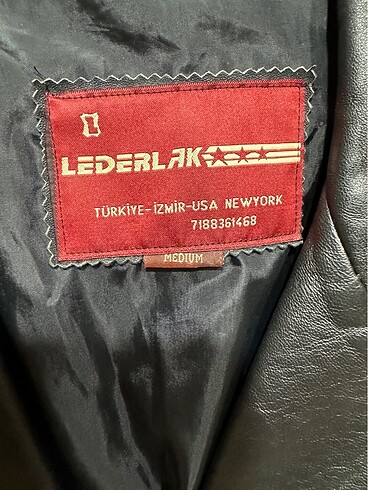 L
LEDERLAK
TÜRKİYE-İZMİR-USA NEWYORK
7188361468
MEDIUM